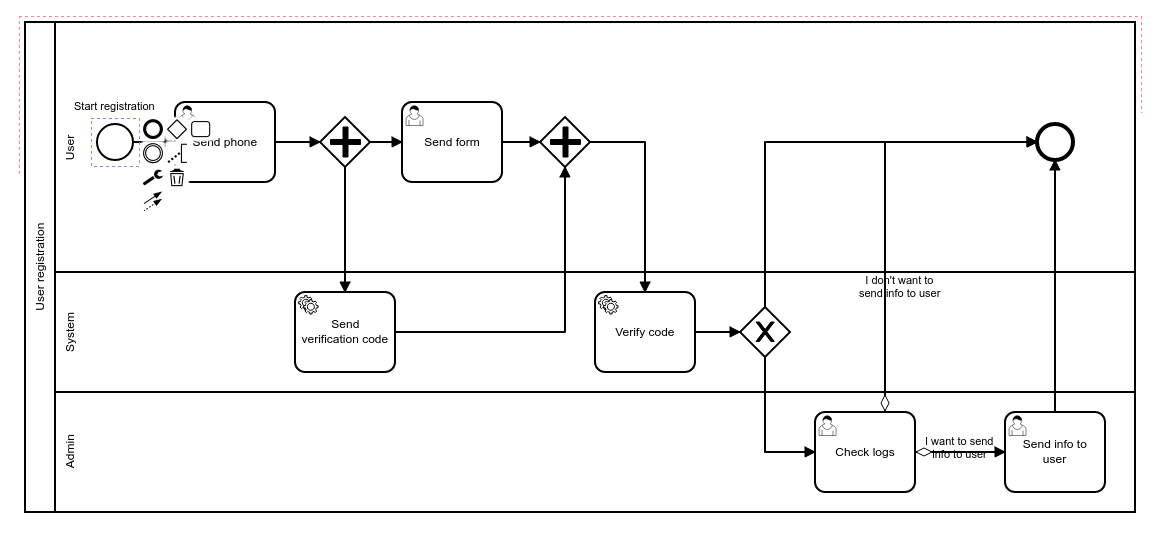 User registration
User
System
Admin
Start registration
Send phone
Send form
I don't want to
send info to user
Send
verification code
Verify code
Check logs
I want to send
info to user
Send info to
user